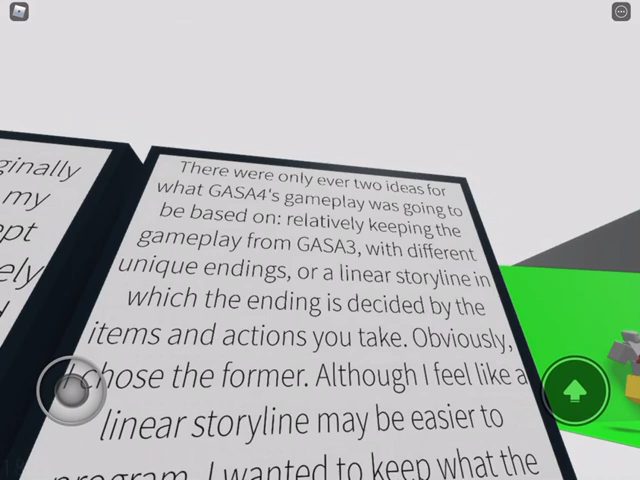 ginally
my
ept
ely
There were only ever two ideas for
what GASA4's gameplay was going to
be based on: relatively keeping the
gameplay from GASA3, with different
unique endings, or a linear storyline in
which the ending is decided by the
items and actions you take. Obviously,
I chose the former. Although I feel like a
linear storyline may be easier to
program, I wanted to keep what the